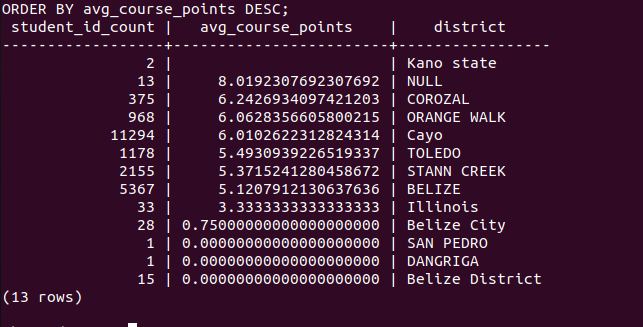 ORDER BY avg_course_points DESC;
 student_id_count |   avg_course_points    |    district
------------------+------------------------+-----------------
                2 |                        | Kano state
               13 |     8.0192307692307692 | NULL
              375 |     6.2426934097421203 | COROZAL
              968 |     6.0628356605800215 | ORANGE WALK
            11294 |     6.0102622312824314 | Cayo
             1178 |     5.4930939226519337 | TOLEDO
             2155 |     5.3715241280458672 | STANN CREEK
             5367 |     5.1207912130637636 | BELIZE
               33 |     3.3333333333333333 | Illinois
               28 | 0.75000000000000000000 | Belize City
                1 | 0.00000000000000000000 | SAN PEDRO
                1 | 0.00000000000000000000 | DANGRIGA
               15 | 0.00000000000000000000 | Belize District
(13 rows)